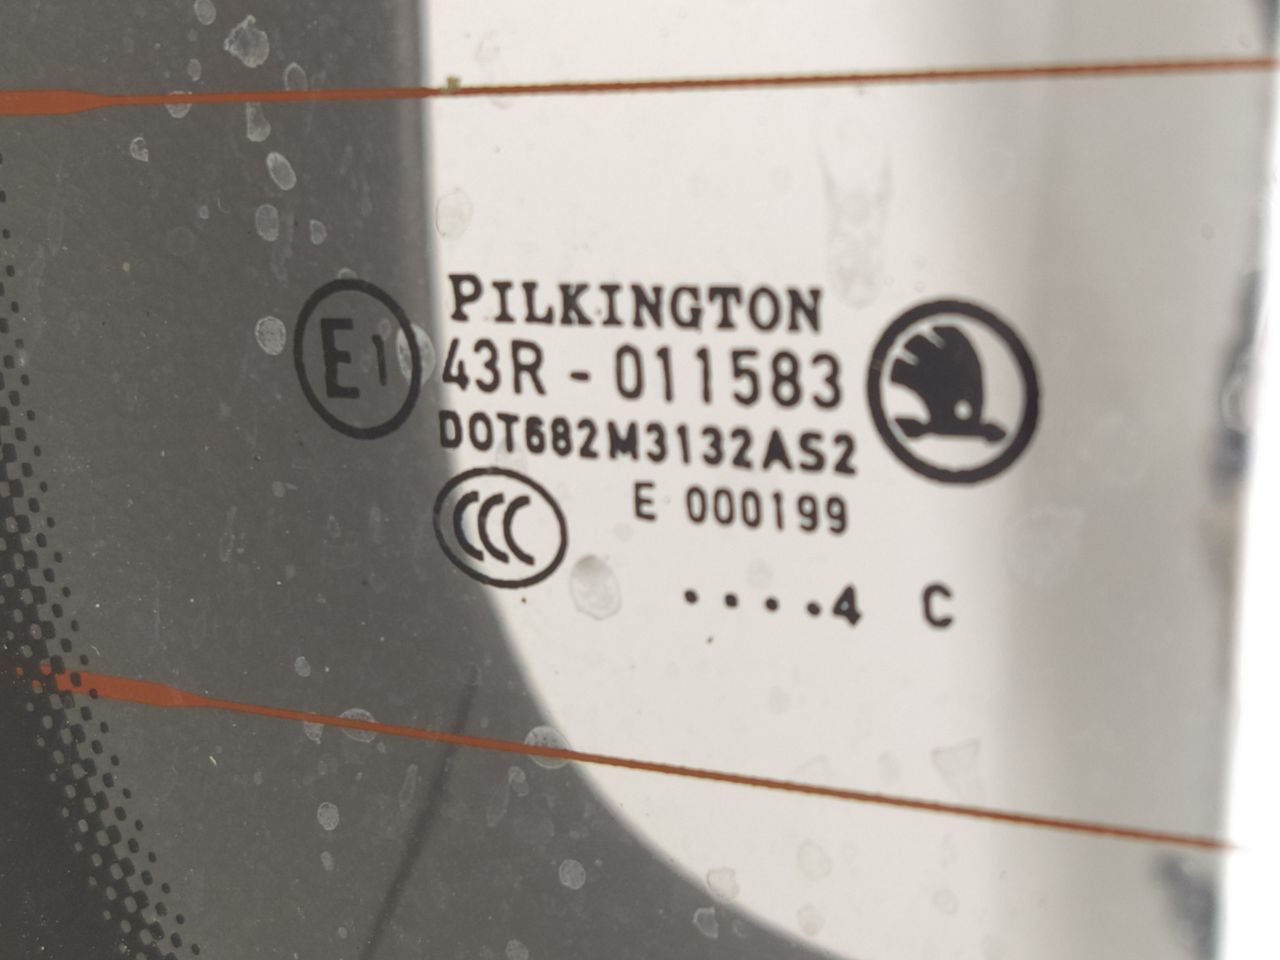 PILKINGTON
E1 43R - 011583
DOT682M3132AS2
CCC E 000199
....4 C